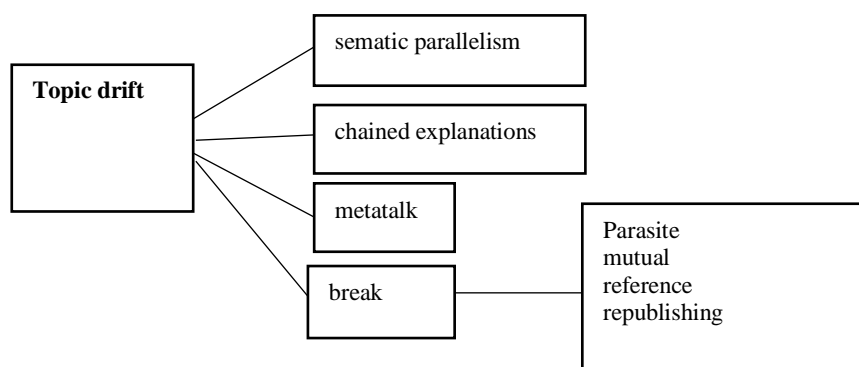 Topic drift
sematic parallelism
chained explanations
metatalk
break
Parasite
mutual
reference
republishing